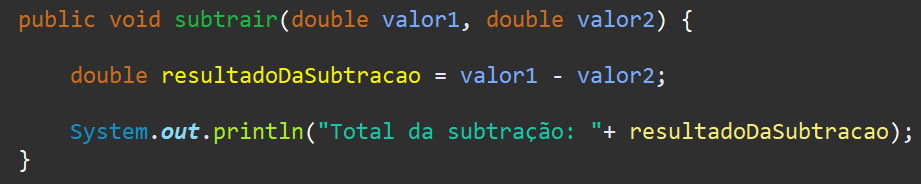 public void subtrair(double valor1, double valor2) {
double resultadoDaSubtracao = valor1 - valor2;
System.out.println("Total da subtração: "+ resultadoDaSubtracao);
}